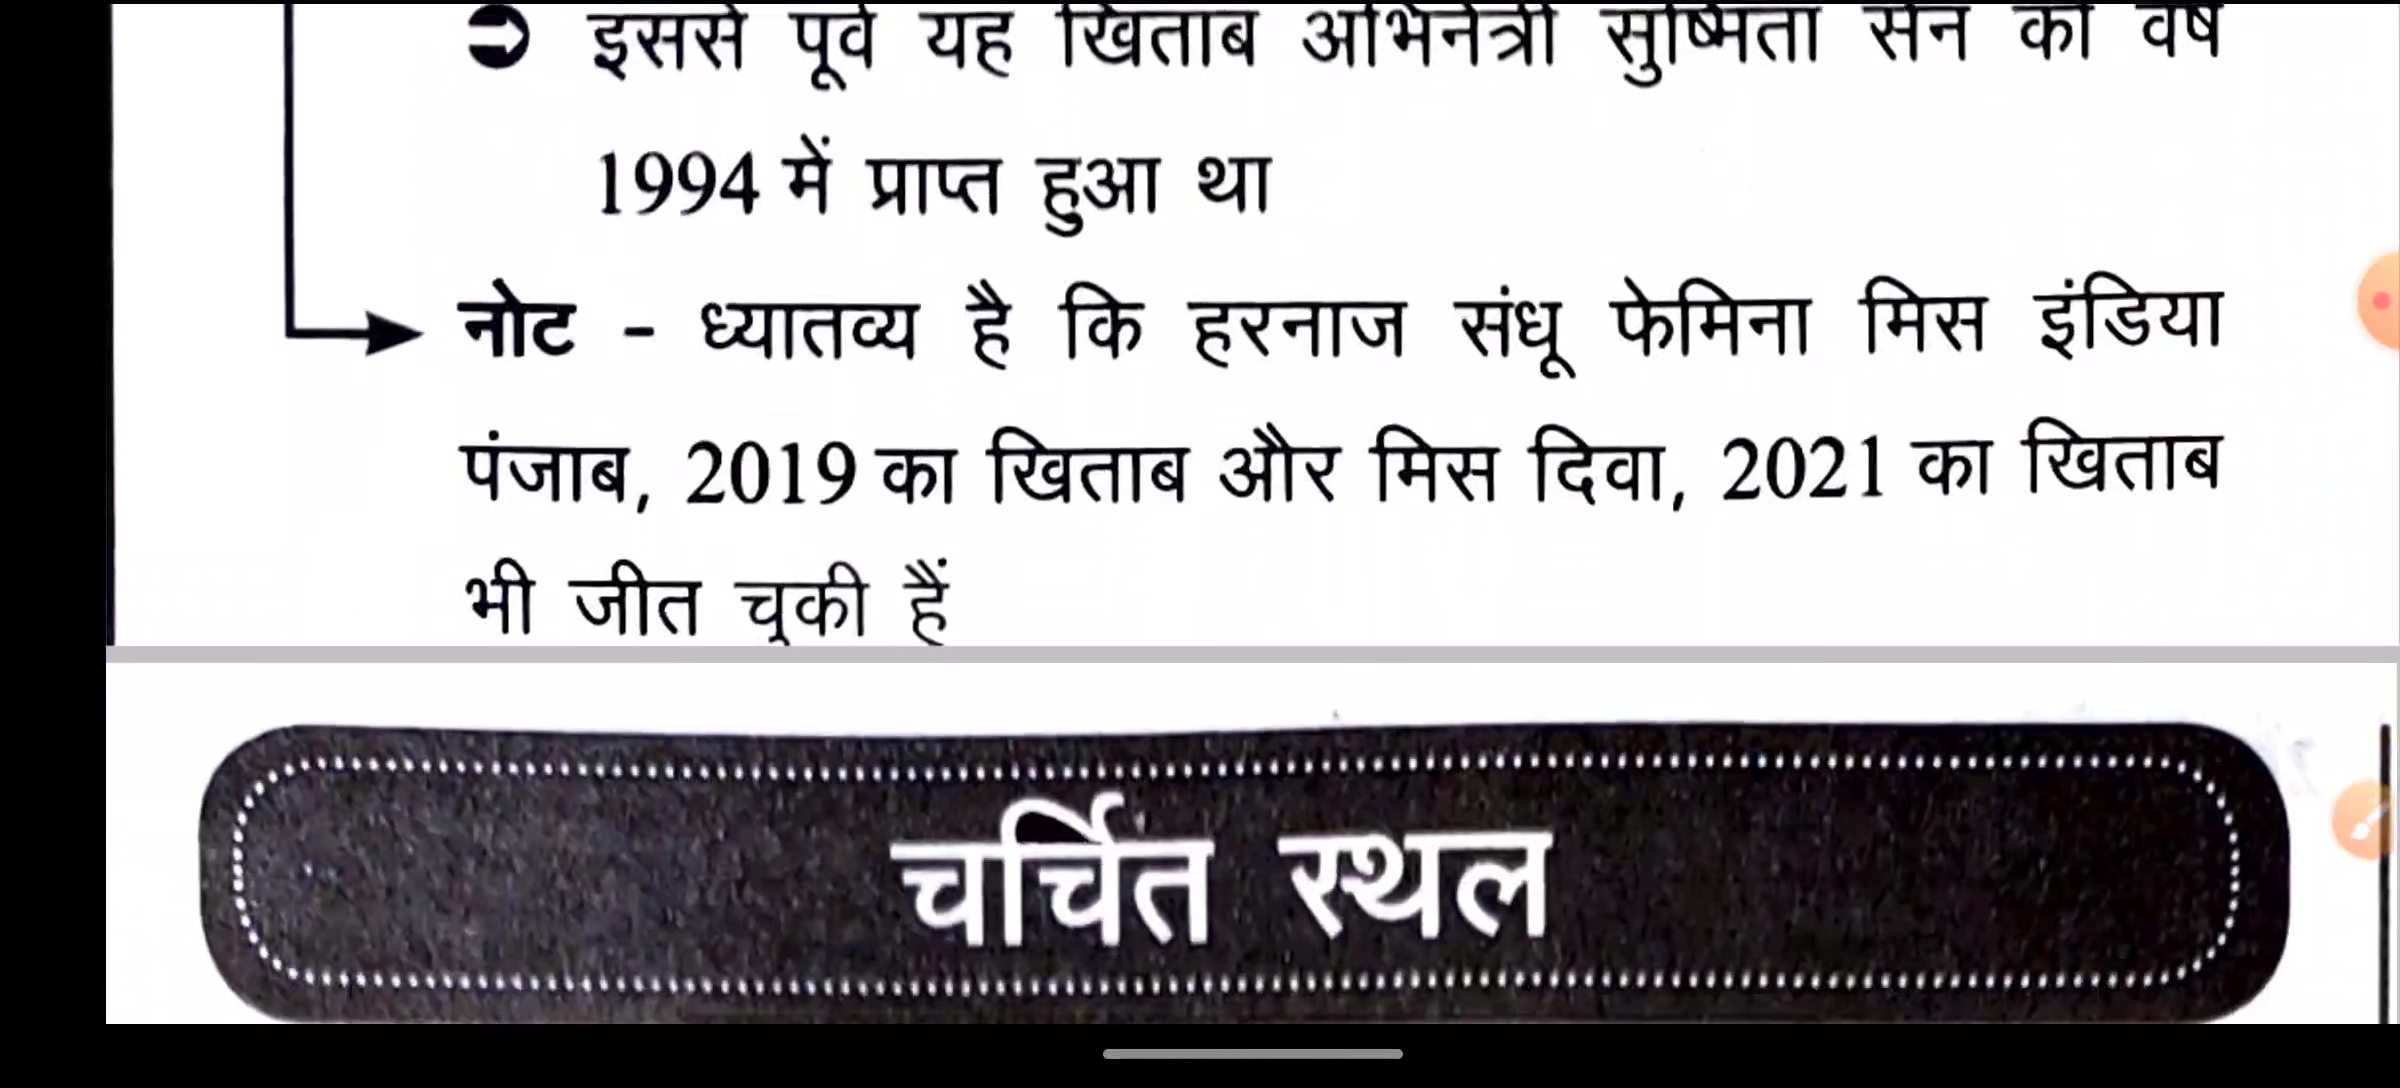 ➲ इससे पूर्व यह खिताब अभिनेत्री सुष्मिता सेन को वर्ष
1994 में प्राप्त हुआ था
नोट - ध्यातव्य है कि हरनाज संधू फेमिना मिस इंडिया
पंजाब, 2019 का खिताब और मिस दिवा, 2021 का खिताब
भी जीत चुकी हैं
चर्चित स्थल